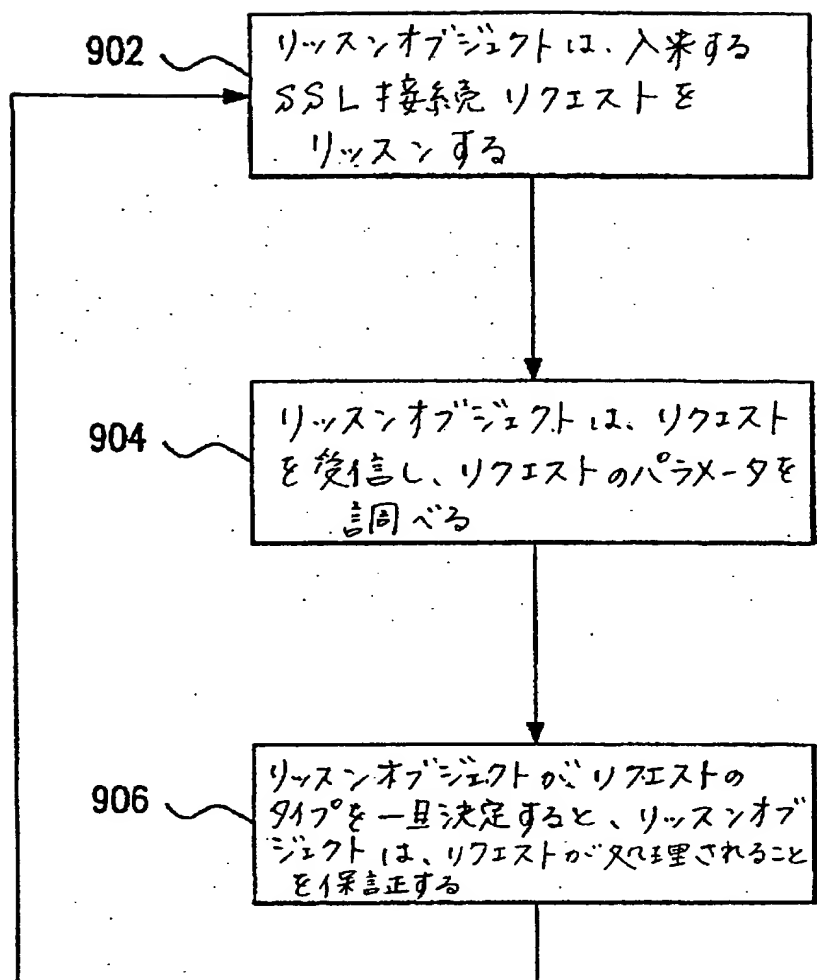 902
リッスンオブジェクトは、入来する
SSL接続リクエストを
リッスンする
904
リッスンオブジェクトは、リクエスト
を受信し、リクエストのパラメータを
調べる
906
リッスンオブジェクトが、リクエストの
タイプを一旦決定すると、リッスンオブ
ジェクトは、リクエストが処理されること
を保証する